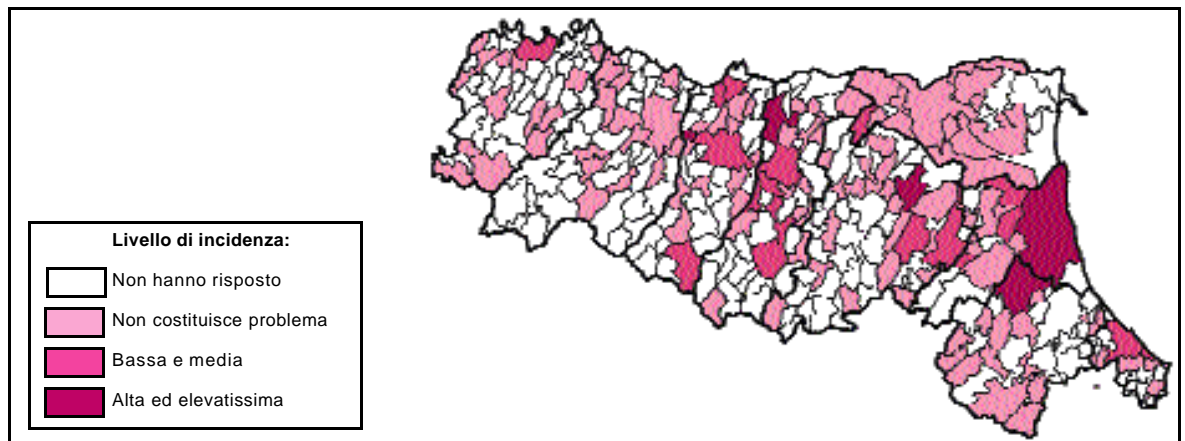 Livello di incidenza:
Non hanno risposto
Non costituisce problema
Bassa e media
Alta ed elevatissima